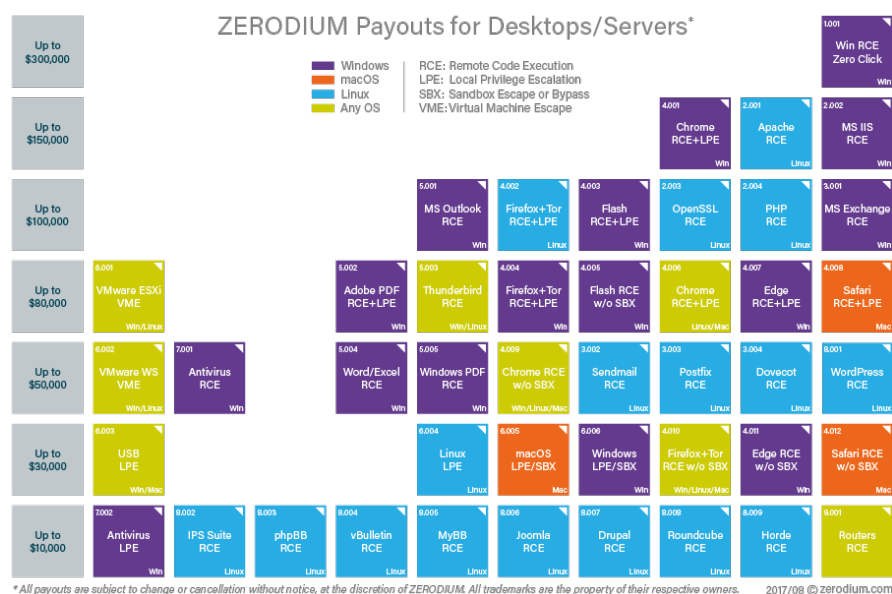 ZERODIUM Payouts for Desktops/Servers*
Windows
macOS
Linux
Any OS
RCE: Remote Code Execution
LPE: Local Privilege Escalation
SBX: Sandbox Escape or Bypass
VME: Virtual Machine Escape
Up to
$300,000
1.001
Win RCE
Zero Click
Win
Up to
$150,000
4.001
Chrome
RCE+LPE
Win
2.001
Apache
RCE
Linux
2.002
MS IIS
RCE
Win
Up to
$100,000
5.001
MS Outlook
RCE
Win
4.002
Firefox+Tor
RCE+LPE
Linux
4.003
Flash
RCE+LPE
Win
2.003
OpenSSL
RCE
Linux
2.004
PHP
RCE
Linux
3.001
MS Exchange
RCE
Win
Up to
$80,000
6.001
VMware ESXi
VME
Win/Linux
5.002
Adobe PDF
RCE+LPE
Win
5.003
Thunderbird
RCE
Win/Linux
4.004
Firefox+Tor
RCE+LPE
Win
4.005
Flash RCE
w/o SBX
Win
4.006
Chrome
RCE+LPE
Linux/Mac
4.007
Edge
RCE+LPE
Win
4.008
Safari
RCE+LPE
Mac
Up to
$50,000
6.002
VMware WS
VME
Win/Linux
7.001
Antivirus
RCE
Win
5.004
Word/Excel
RCE
Win
5.005
Windows PDF
RCE
Win
4.009
Chrome RCE
w/o SBX
Win/Linux/Mac
3.002
Sendmail
RCE
Linux
3.003
Postfix
RCE
Linux
3.004
Dovecot
RCE
Linux
8.001
WordPress
RCE
Linux
Up to
$30,000
6.003
USB
LPE
Win/Mac
6.004
Linux
LPE
Linux
6.005
macOS
LPE/SBX
Mac
6.006
Windows
LPE/SBX
Win
4.010
Firefox+Tor
RCE w/o SBX
Win/Linux/Mac
4.011
Edge RCE
w/o SBX
Win
4.012
Safari RCE
w/o SBX
Mac
Up to
$10,000
7.002
Antivirus
LPE
Win
8.002
IPS Suite
RCE
Linux
8.003
phpBB
RCE
Linux
8.004
vBulletin
RCE
Linux
8.005
MyBB
RCE
Linux
8.006
Joomla
RCE
Linux
8.007
Drupal
RCE
Linux
8.008
Roundcube
RCE
Linux
8.009
Horde
RCE
Linux
9.001
Routers
RCE
* All payouts are subject to change or cancellation without notice, at the discretion of ZERODIUM. All trademarks are the property of their respective owners.
2017/08 © zerodium.com